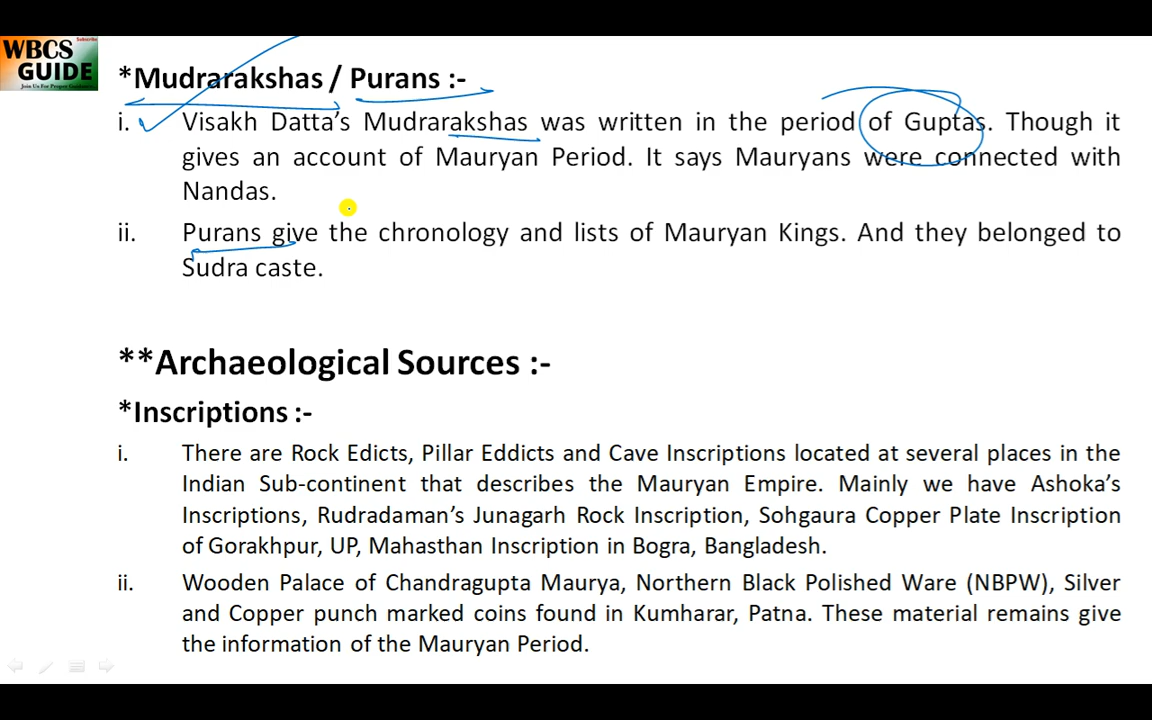 Subscribe
WBCS
GUIDE
Join Us For Proper Guidance
*Mudrarakshas / Purans :-
i. Visakh Datta's Mudrarakshas was written in the period of Guptas. Though it
gives an account of Mauryan Period. It says Mauryans were connected with
Nandas.
ii. Purans give the chronology and lists of Mauryan Kings. And they belonged to
Sudra caste.
**Archaeological Sources :-
*Inscriptions :-
i. There are Rock Edicts, Pillar Eddicts and Cave Inscriptions located at several places in the
Indian Sub-continent that describes the Mauryan Empire. Mainly we have Ashoka's
Inscriptions, Rudradaman's Junagarh Rock Inscription, Sohgaura Copper Plate Inscription
of Gorakhpur, UP, Mahasthan Inscription in Bogra, Bangladesh.
ii. Wooden Palace of Chandragupta Maurya, Northern Black Polished Ware (NBPW), Silver
and Copper punch marked coins found in Kumharar, Patna. These material remains give
the information of the Mauryan Period.